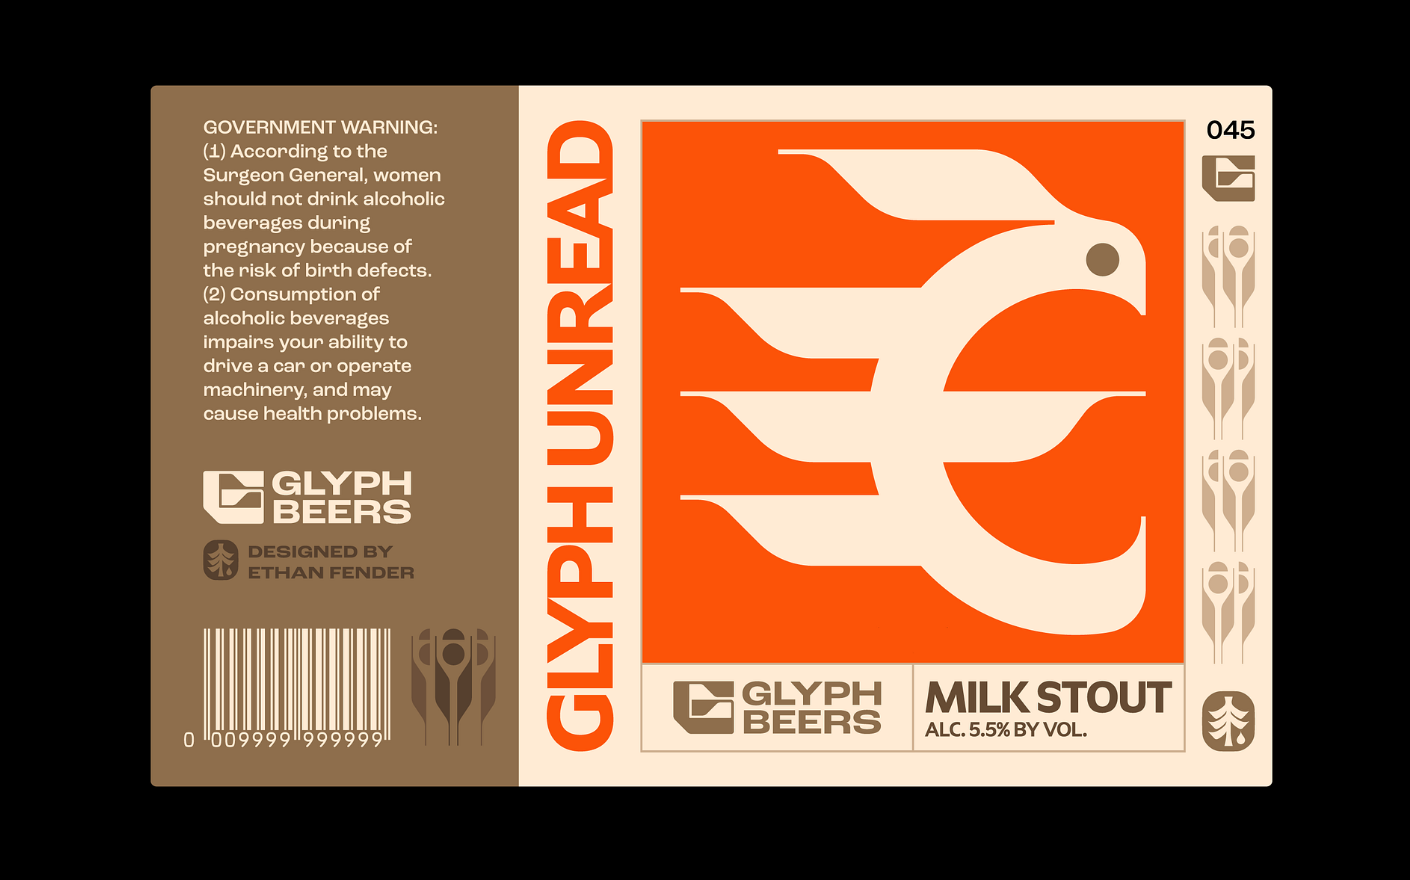 GOVERNMENT WARNING:
(1) According to the
Surgeon General, women
should not drink alcoholic
beverages during
pregnancy because of
the risk of birth defects.
(2) Consumption of
alcoholic beverages
impairs your ability to
drive a car or operate
machinery, and may
cause health problems.
GLYPH
BEERS
DESIGNED BY
ETHAN FENDER
0 009999 999999
GLYPH UNREAD
GLYPH
BEERS
MILK STOUT
ALC. 5.5% BY VOL.
045